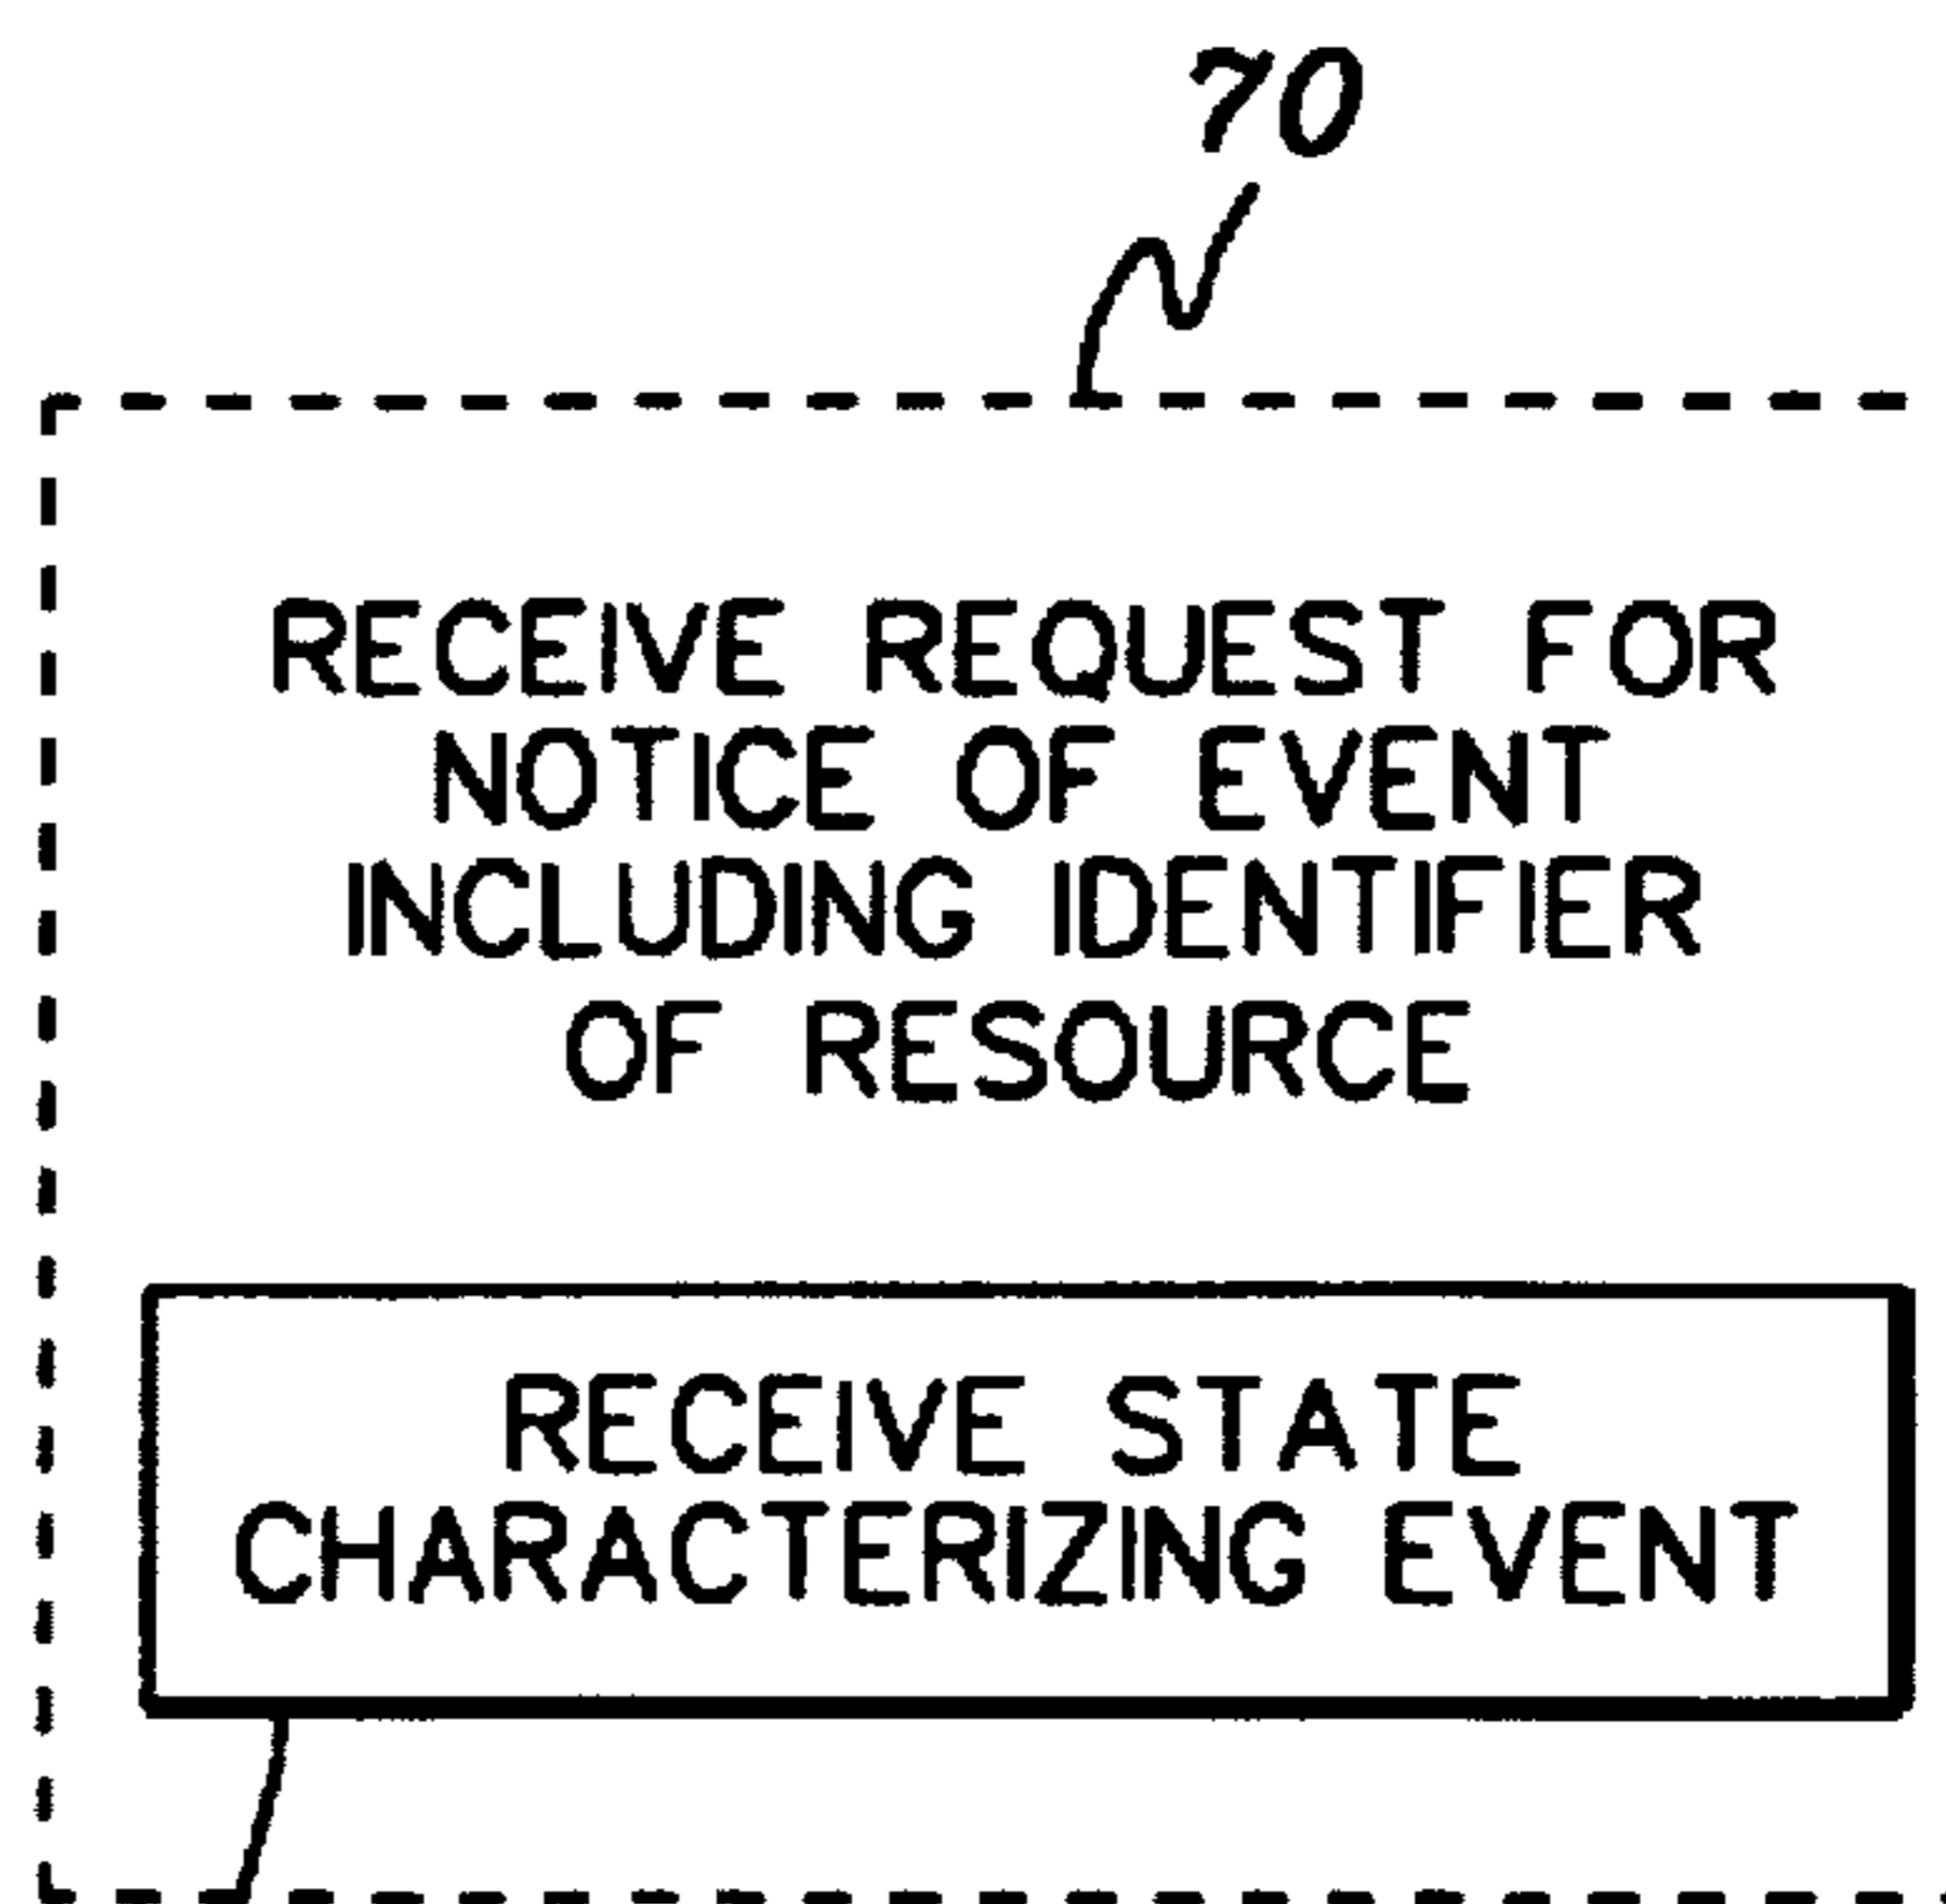 70
RECEIVE REQUEST FOR
NOTICE OF EVENT
INCLUDING IDENTIFIER
OF RESOURCE
RECEIVE STATE
CHARACTERIZING EVENT